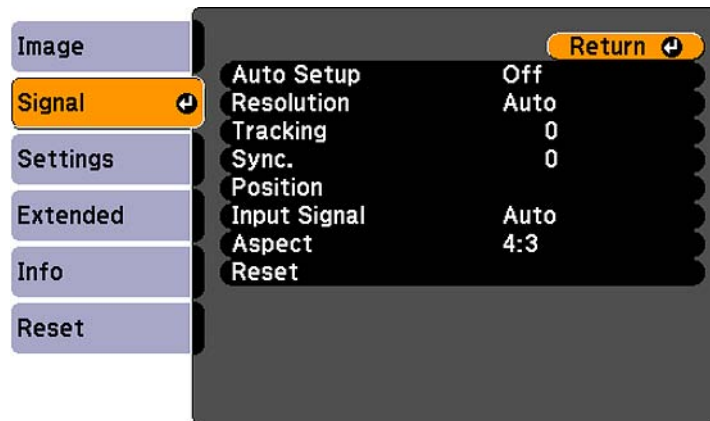 Image
Signal
Settings
Extended
Info
Reset
Return
Auto Setup Off
Resolution Auto
Tracking 0
Sync. 0
Position
Input Signal Auto
Aspect 4:3
Reset